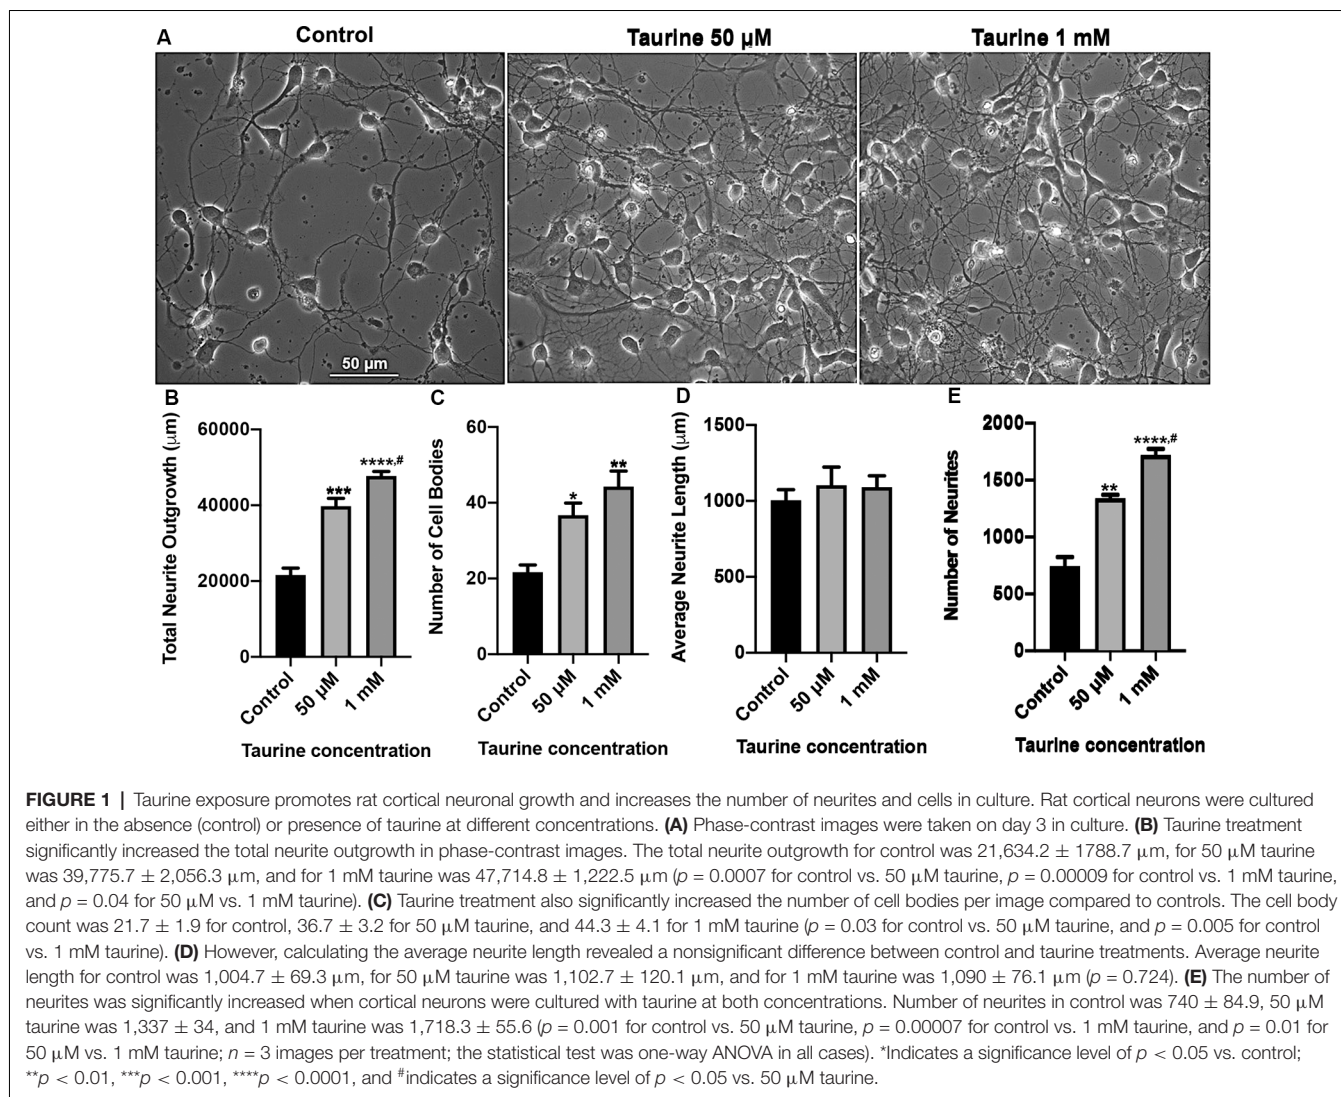 A
Control
Taurine 50 µM
Taurine 1 mM
50 µm
B
Total Neurite Outgrowth (µm)
60000
40000
20000
0
***
****,#
Control
50 µM
1 mM
Taurine concentration
C
Number of Cell Bodies
60
40
20
0
*
**
Control
50 µM
1 mM
Taurine concentration
D
Average Neurite Length (µm)
1500
1000
500
0
Control
50 µM
1 mM
Taurine concentration
E
Number of Neurites
2000
1500
1000
500
0
**
****,#
Control
50 µM
1 mM
Taurine concentration
FIGURE 1 | Taurine exposure promotes rat cortical neuronal growth and increases the number of neurites and cells in culture. Rat cortical neurons were cultured
either in the absence (control) or presence of taurine at different concentrations. (A) Phase-contrast images were taken on day 3 in culture. (B) Taurine treatment
significantly increased the total neurite outgrowth in phase-contrast images. The total neurite outgrowth for control was 21,634.2 ± 1788.7 µm, for 50 µM taurine
was 39,775.7 ± 2,056.3 µm, and for 1 mM taurine was 47,714.8 ± 1,222.5 µm (p = 0.0007 for control vs. 50 µM taurine, p = 0.00009 for control vs. 1 mM taurine,
and p = 0.04 for 50 µM vs. 1 mM taurine). (C) Taurine treatment also significantly increased the number of cell bodies per image compared to controls. The cell body
count was 21.7 ± 1.9 for control, 36.7 ± 3.2 for 50 µM taurine, and 44.3 ± 4.1 for 1 mM taurine (p = 0.03 for control vs. 50 µM taurine, and p = 0.005 for control
vs. 1 mM taurine). (D) However, calculating the average neurite length revealed a nonsignificant difference between control and taurine treatments. Average neurite
length for control was 1,004.7 ± 69.3 µm, for 50 µM taurine was 1,102.7 ± 120.1 µm, and for 1 mM taurine was 1,090 ± 76.1 µm (p = 0.724). (E) The number of
neurites was significantly increased when cortical neurons were cultured with taurine at both concentrations. Number of neurites in control was 740 ± 84.9, 50 µM
taurine was 1,337 ± 34, and 1 mM taurine was 1,718.3 ± 55.6 (p = 0.001 for control vs. 50 µM taurine, p = 0.00007 for control vs. 1 mM taurine, and p = 0.01 for
50 µM vs. 1 mM taurine; n = 3 images per treatment; the statistical test was one-way ANOVA in all cases). *Indicates a significance level of p < 0.05 vs. control;
**p < 0.01, ***p < 0.001, ****p < 0.0001, and #indicates a significance level of p < 0.05 vs. 50 µM taurine.